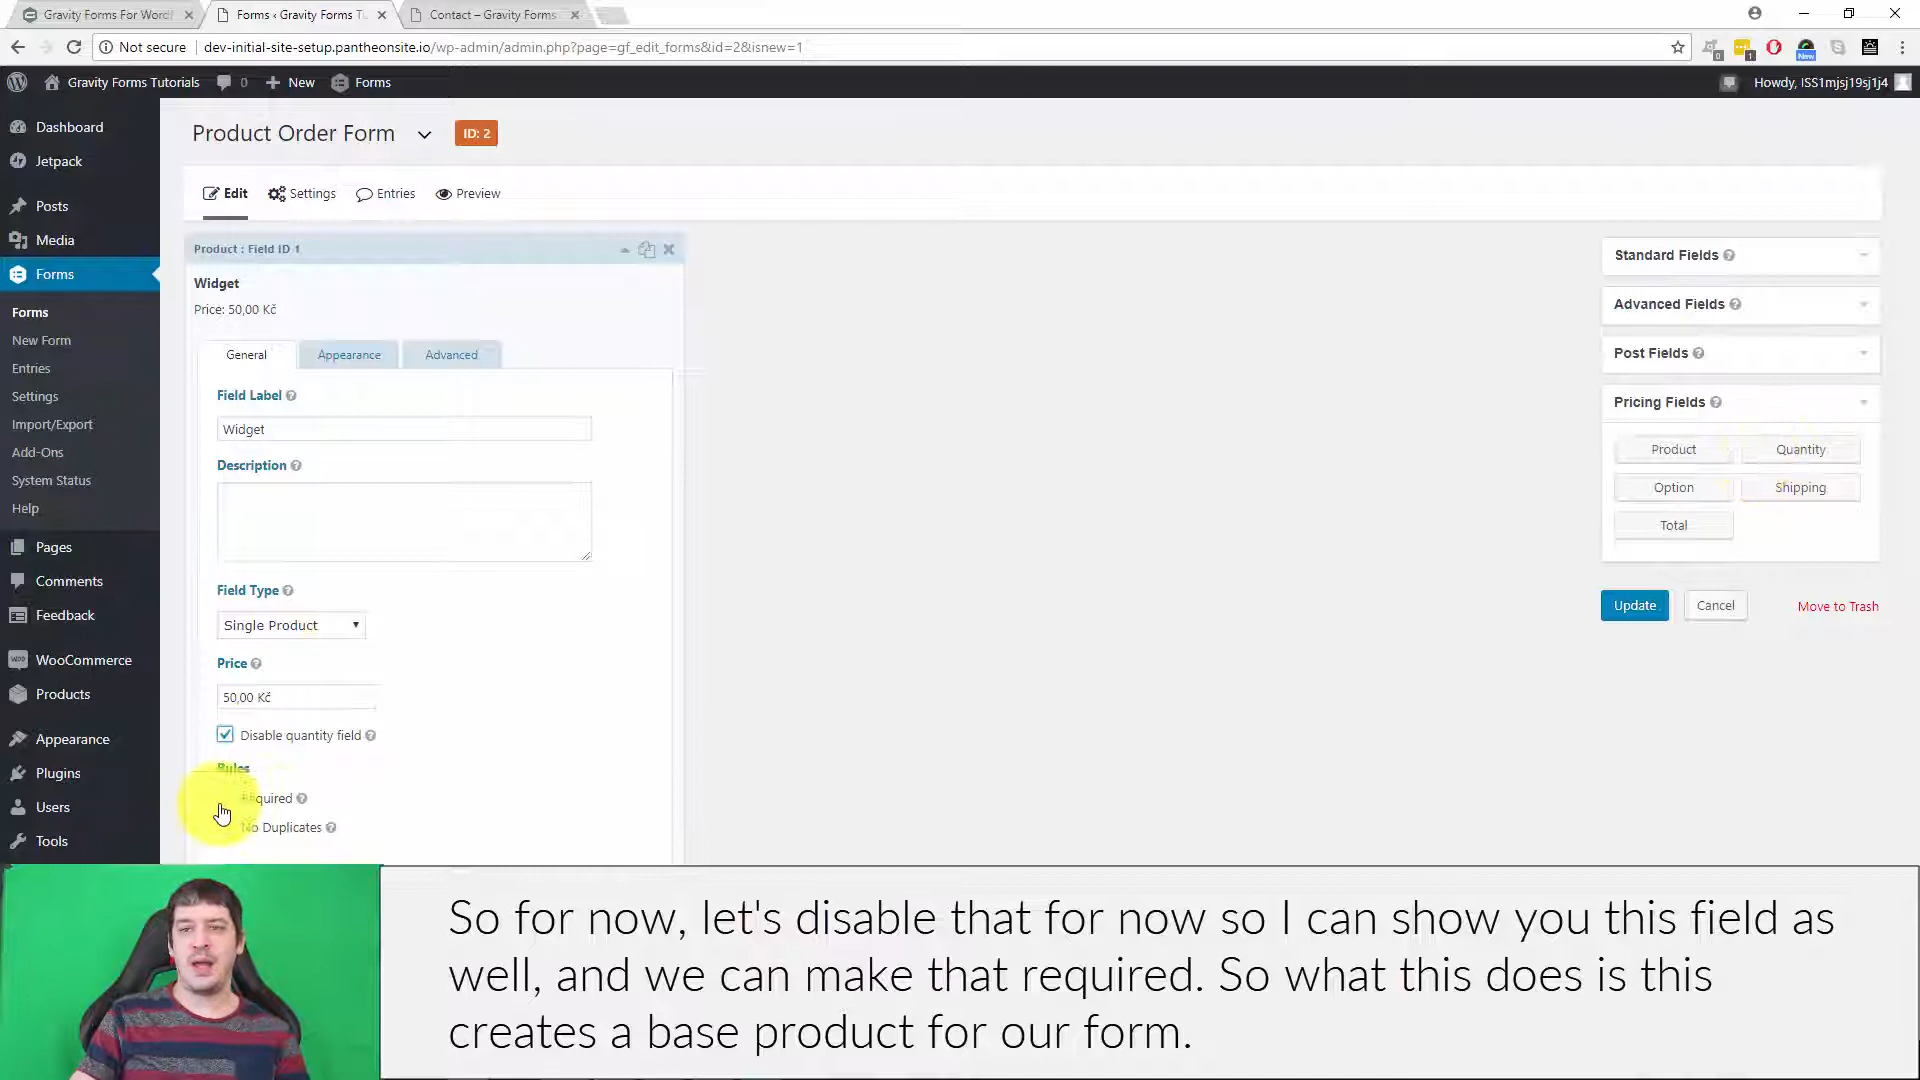 Gravity Forms For Word
Forms ‹ Gravity Forms Tu
Contact – Gravity Forms
Not secure dev-initial-site-setup.pantheonsite.io/wp-admin/admin.php?page=gf_edit_forms&id=2&isnew=1
Gravity Forms Tutorials 0 New Forms Howdy, ISS1mjsj19sj1j4
Dashboard
Jetpack
Posts
Media
Forms
Forms
New Form
Entries
Settings
Import/Export
Add-Ons
System Status
Help
Pages
Comments
Feedback
WooCommerce
Products
Appearance
Plugins
Users
Tools
Product Order Form ID: 2
Edit Settings Entries Preview
Product : Field ID 1
Widget
Price: 50,00 Kč
General Appearance Advanced
Field Label
Widget
Description
Field Type
Single Product
Price
50,00 Kč
Disable quantity field
Rules
Required
No Duplicates
Standard Fields
Advanced Fields
Post Fields
Pricing Fields
Product Quantity
Option Shipping
Total
Update Cancel Move to Trash
So for now, let's disable that for now so I can show you this field as
well, and we can make that required. So what this does is this
creates a base product for our form.